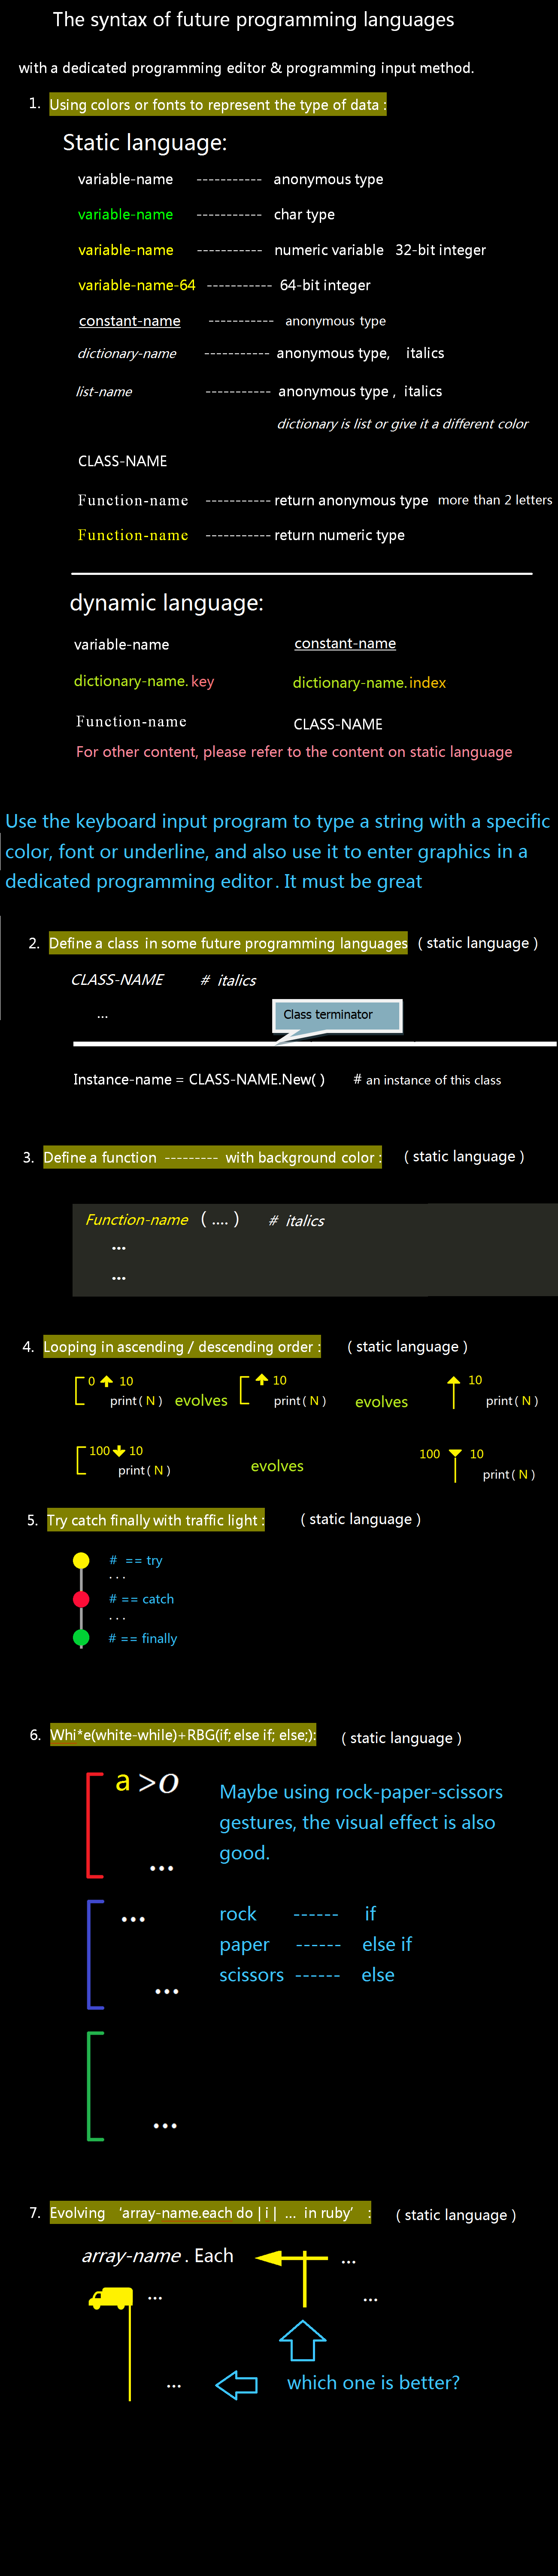 The syntax of future programming languages
with a dedicated programming editor & programming input method.
1. Using colors or fonts to represent the type of data :
Static language:
variable-name ----------- anonymous type
variable-name ----------- char type
variable-name ----------- numeric variable 32-bit integer
variable-name-64 ----------- 64-bit integer
constant-name ----------- anonymous type
dictionary-name ----------- anonymous type, italics
list-name ----------- anonymous type , italics
dictionary is list or give it a different color
CLASS-NAME
Function-name ----------- return anonymous type more than 2 letters
Function-name ----------- return numeric type
dynamic language:
variable-name constant-name
dictionary-name. key dictionary-name. index
Function-name CLASS-NAME
For other content, please refer to the content on static language
Use the keyboard input program to type a string with a specific
color, font or underline, and also use it to enter graphics in a
dedicated programming editor . It must be great
2. Define a class in some future programming languages ( static language )
CLASS-NAME # italics
...
Class terminator
Instance-name = CLASS-NAME.New( ) # an instance of this class
3. Define a function --------- with background color : ( static language )
Function-name ( .... ) # italics
...
...
4. Looping in ascending / descending order : ( static language )
0 10 10 10
print( N ) evolves print( N ) evolves print( N )
100 10 evolves 100 10
print( N ) print( N )
5. Try catch finally with traffic light : ( static language )
# == try
. . .
# == catch
. . .
# == finally
6. Whi*e(white-while)+RBG(if; else if; else;): ( static language )
a >0
...
Maybe using rock-paper-scissors
gestures, the visual effect is also
good.
...
...
rock ------ if
paper ------ else if
scissors ------ else
...
7. Evolving ‘array-name.each do | i | ... in ruby’ : ( static language )
array-name . Each ...
... ...
... which one is better?